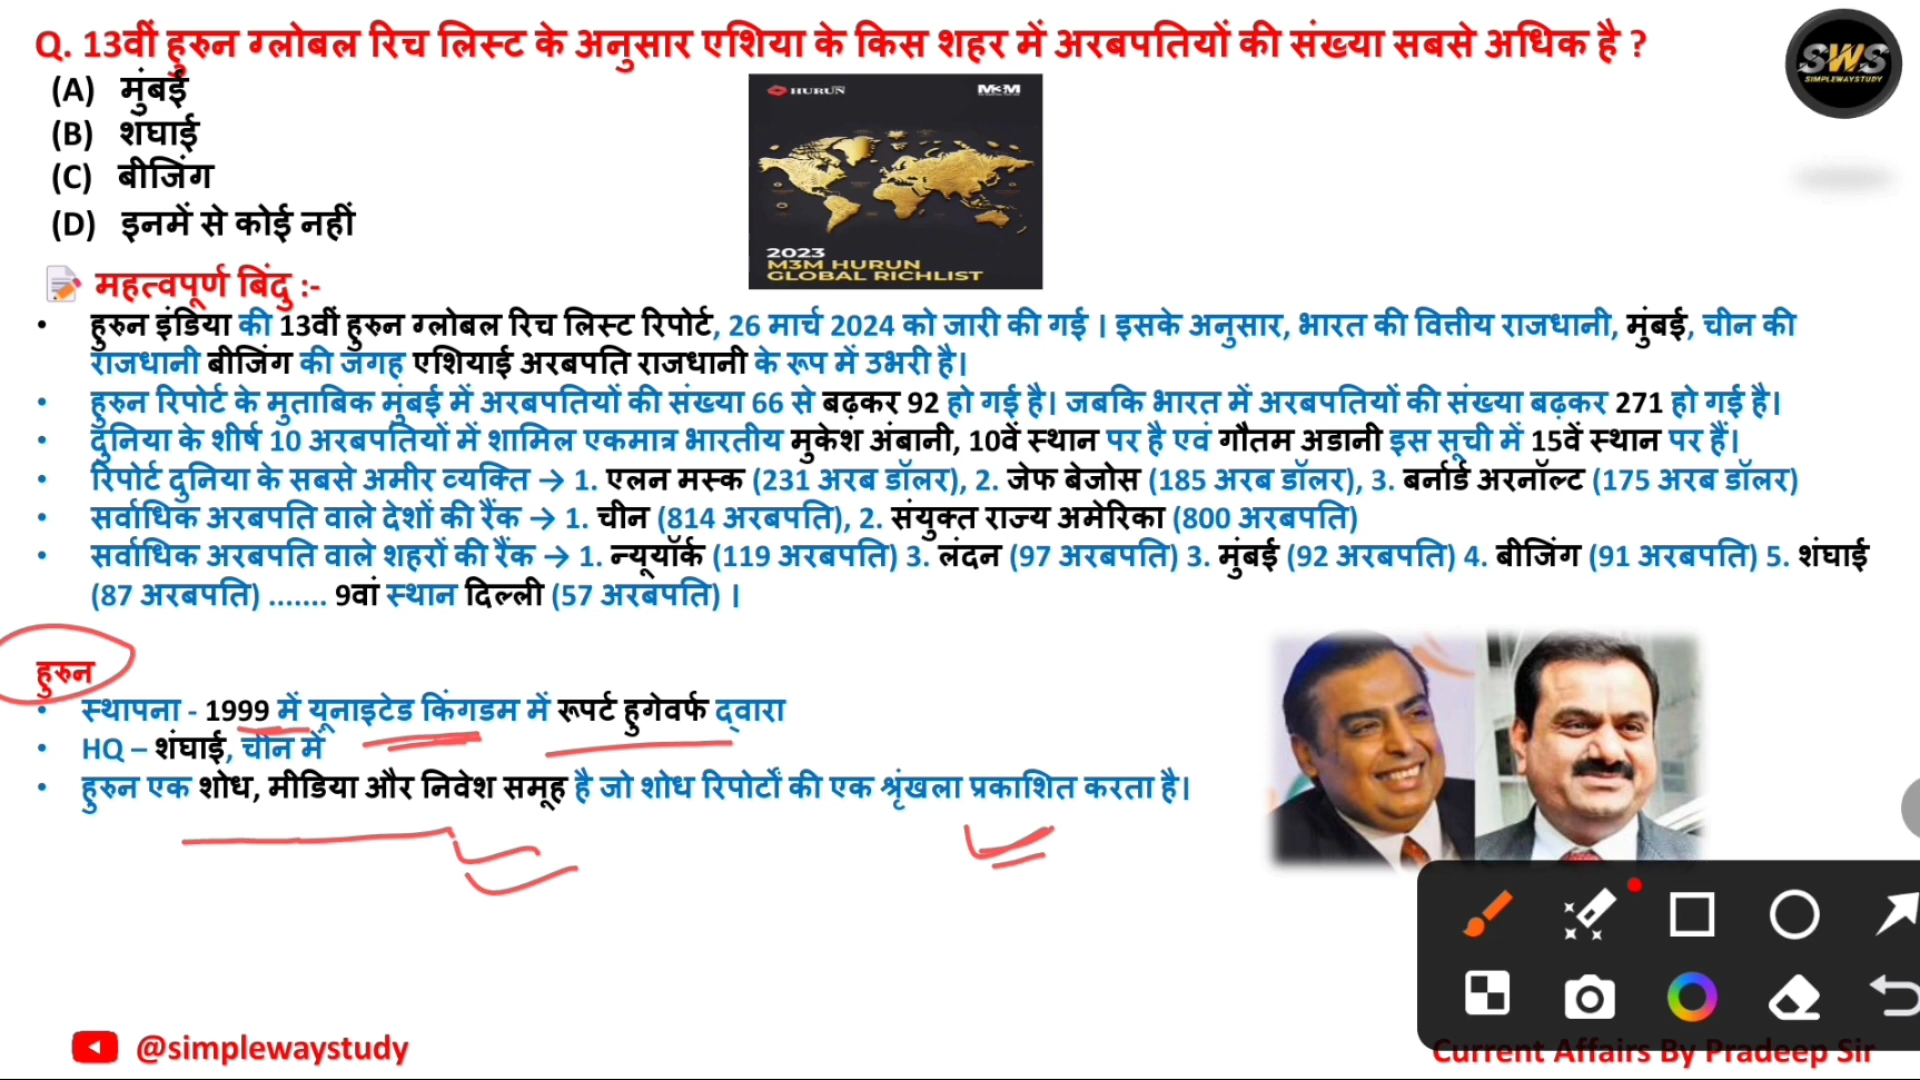 Q. 13वीं हुरुन ग्लोबल रिच लिस्ट के अनुसार एशिया के किस शहर में अरबपतियों की संख्या सबसे अधिक है ?
SWS
SIMPLEWAYSTUDY
(A) मुंबई
(B) शंघाई
(C) बीजिंग
(D) इनमें से कोई नहीं
HURUN
M3M
2023
M3M HURUN
GLOBAL RICHLIST
महत्वपूर्ण बिंदु :-
• हुरुन इंडिया की 13वीं हुरुन ग्लोबल रिच लिस्ट रिपोर्ट, 26 मार्च 2024 को जारी की गई । इसके अनुसार, भारत की वित्तीय राजधानी, मुंबई, चीन की
राजधानी बीजिंग की जगह एशियाई अरबपति राजधानी के रूप में उभरी है।
• हुरुन रिपोर्ट के मुताबिक मुंबई में अरबपतियों की संख्या 66 से बढ़कर 92 हो गई है। जबकि भारत में अरबपतियों की संख्या बढ़कर 271 हो गई है।
• दुनिया के शीर्ष 10 अरबपतियों में शामिल एकमात्र भारतीय मुकेश अंबानी, 10वें स्थान पर है एवं गौतम अडानी इस सूची में 15वें स्थान पर हैं।
• रिपोर्ट दुनिया के सबसे अमीर व्यक्ति → 1. एलन मस्क (231 अरब डॉलर), 2. जेफ बेजोस (185 अरब डॉलर), 3. बर्नार्ड अरनॉल्ट (175 अरब डॉलर)
• सर्वाधिक अरबपति वाले देशों की रैंक → 1. चीन (814 अरबपति), 2. संयुक्त राज्य अमेरिका (800 अरबपति)
• सर्वाधिक अरबपति वाले शहरों की रैंक → 1. न्यूयॉर्क (119 अरबपति) 3. लंदन (97 अरबपति) 3. मुंबई (92 अरबपति) 4. बीजिंग (91 अरबपति) 5. शंघाई
(87 अरबपति) ....... 9वां स्थान दिल्ली (57 अरबपति) ।
हुरुन
• स्थापना - 1999 में यूनाइटेड किंगडम में रूपर्ट हुगेवर्फ द्वारा
• HQ – शंघाई, चीन में
• हुरुन एक शोध, मीडिया और निवेश समूह है जो शोध रिपोर्टों की एक श्रृंखला प्रकाशित करता है।
@simplewaystudy
Current Affairs By Pradeep Sir